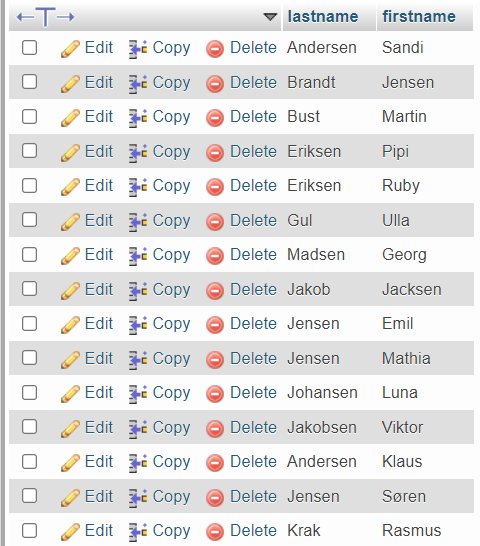 lastname firstname
Edit Copy Delete Andersen Sandi
Edit Copy Delete Brandt Jensen
Edit Copy Delete Bust Martin
Edit Copy Delete Eriksen Pipi
Edit Copy Delete Eriksen Ruby
Edit Copy Delete Gul Ulla
Edit Copy Delete Madsen Georg
Edit Copy Delete Jakob Jacksen
Edit Copy Delete Jensen Emil
Edit Copy Delete Jensen Mathia
Edit Copy Delete Johansen Luna
Edit Copy Delete Jakobsen Viktor
Edit Copy Delete Andersen Klaus
Edit Copy Delete Jensen Søren
Edit Copy Delete Krak Rasmus